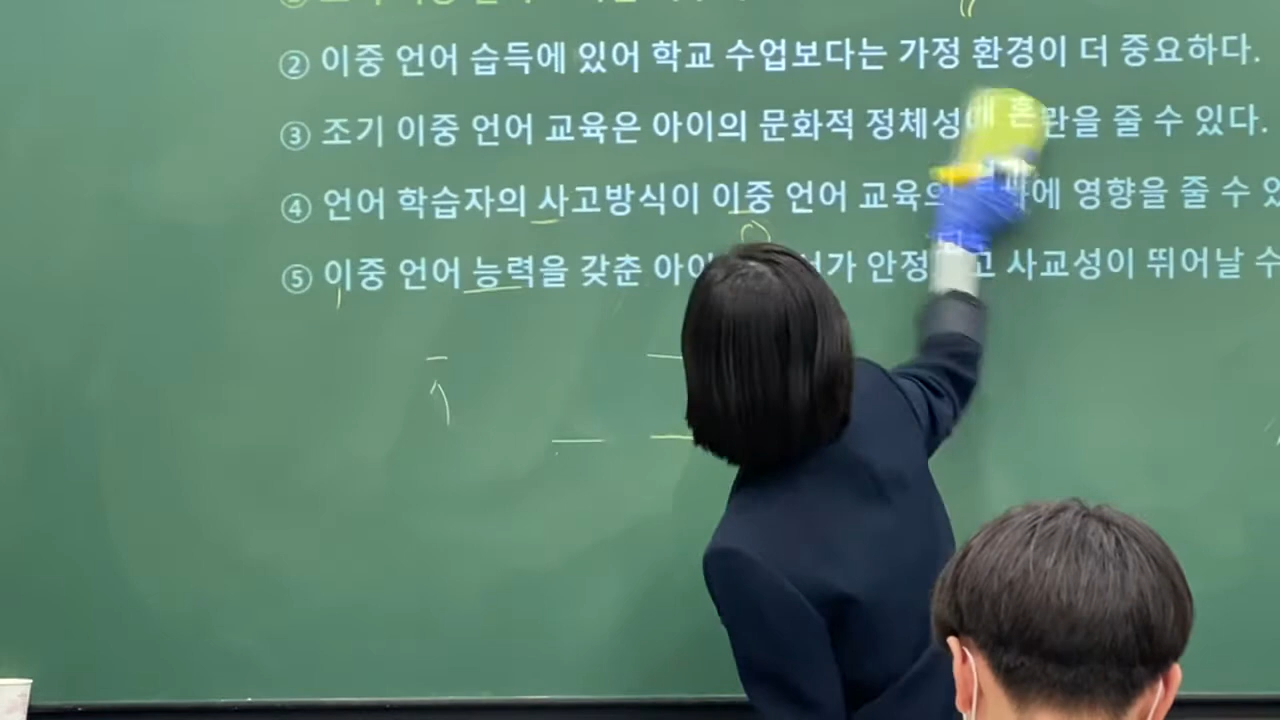 ② 이중 언어 습득에 있어 학교 수업보다는 가정 환경이 더 중요하다.
③ 조기 이중 언어 교육은 아이의 문화적 정체성에 혼란을 줄 수 있다.
④ 언어 학습자의 사고방식이 이중 언어 교육의 에 영향을 줄 수
⑤ 이중 언어 능력을 갖춘 안정 사교성이 뛰어날 수